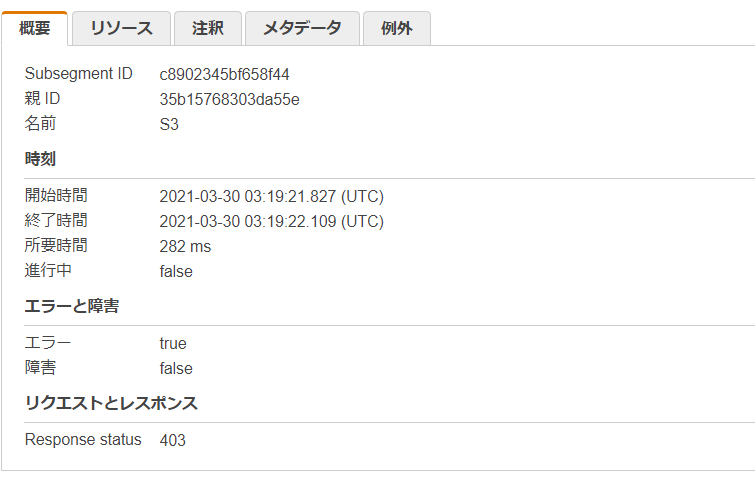 概要 リソース 注釈 メタデータ 例外
Subsegment ID c8902345bf658f44
親 ID 35b15768303da55e
名前 S3
時刻
開始時間 2021-03-30 03:19:21.827 (UTC)
終了時間 2021-03-30 03:19:22.109 (UTC)
所要時間 282 ms
進行中 false
エラーと障害
エラー true
障害 false
リクエストとレスポンス
Response status 403